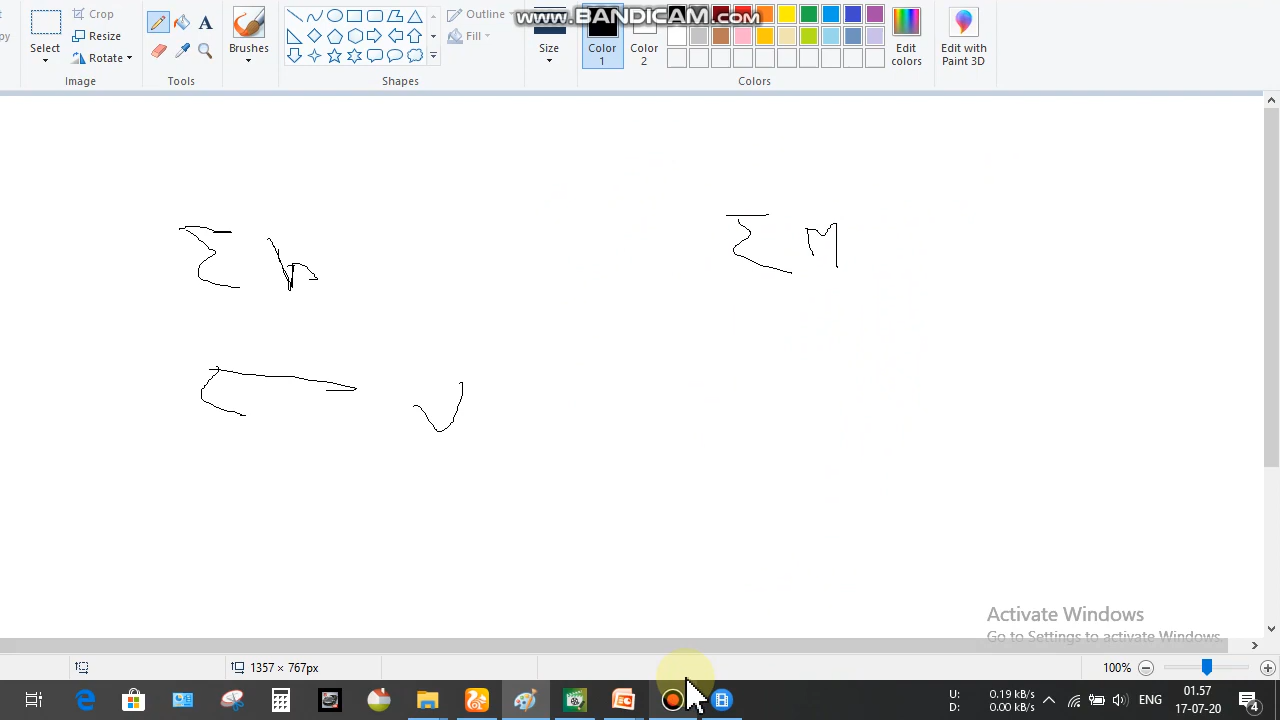 Crop
Resize
Rotate
Select
Image
Tools
Brushes
Outline
Fill
Shapes
Size
www.BANDICAM.com
Color 1
Color 2
Edit colors
Edit with Paint 3D
Colors
Σ M
Σ
Σ V
Activate Windows
Go to Settings to activate Windows.
1357 × 767px
100%
U: 0.19 kB/s
D: 0.00 kB/s
ENG
01.57
17-07-20
4